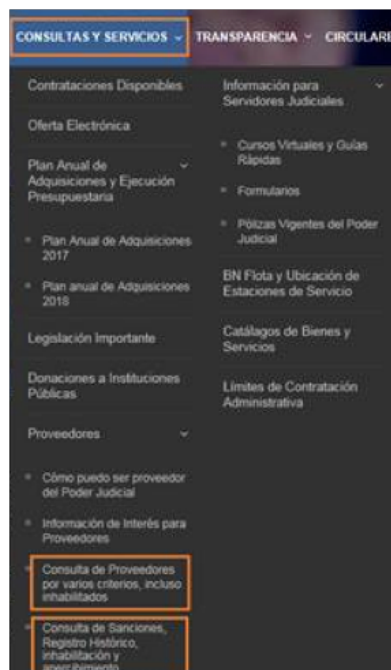 CONSULTAS Y SERVICIOS
TRANSPARENCIA
CIRCULARE
Contrataciones Disponibles
Oferta Electrónica
Plan Anual de
Adquisiciones y Ejecución
Presupuestaria
Plan Anual de Adquisiciones
2017
Plan anual de Adquisiciones
2018
Legislación Importante
Donaciones a Instituciones
Públicas
Proveedores
Cómo puedo ser proveedor
del Poder Judicial
Información de Interés para
Proveedores
Consulta de Proveedores
por varios criterios, incluso
inhabilitados
Consulta de Sanciones,
Registro Histórico,
inhabilitación y
apercibimiento
Información para
Servidores Judiciales
Cursos Virtuales y Guías
Rápidas
Formularios
Pólizas Vigentes del Poder
Judicial
BN Flota y Ubicación de
Estaciones de Servicio
Catálagos de Bienes y
Servicios
Límites de Contratación
Administrativa